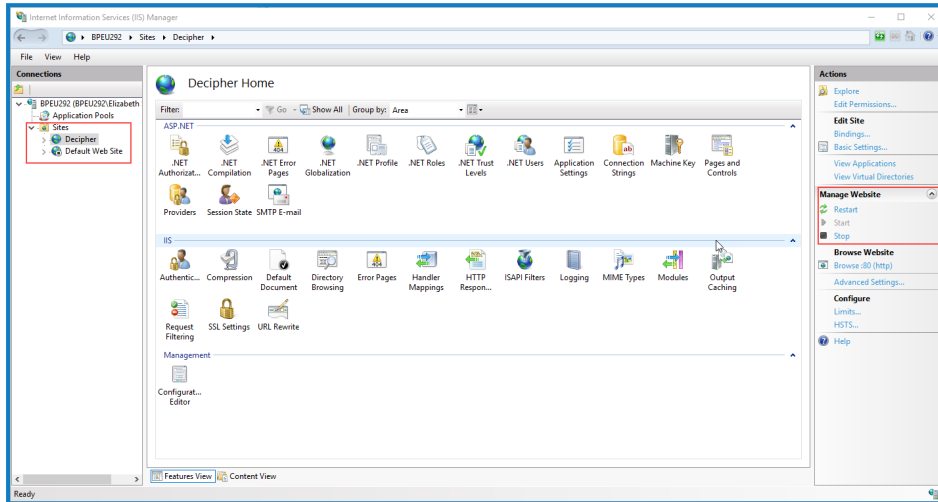 Internet Information Services (IIS) Manager
BPEU292 Sites Decipher
File View Help
Connections
BPEU292 (BPEU292\Elizabeth
Application Pools
Sites
Decipher
Default Web Site
Decipher Home
Filter: Go Show All Group by: Area
ASP.NET
.NET Authorizat...
.NET Compilation
.NET Error Pages
.NET Globalization
.NET Profile
.NET Roles
.NET Trust Levels
.NET Users
Application Settings
Connection Strings
Machine Key
Pages and Controls
Providers
Session State
SMTP E-mail
IIS
Authentic...
Compression
Default Document
Directory Browsing
Error Pages
Handler Mappings
HTTP Respon...
ISAPI Filters
Logging
MIME Types
Modules
Output Caching
Request Filtering
SSL Settings
URL Rewrite
Management
Configurat... Editor
Features View Content View
Ready
Actions
Explore
Edit Permissions...
Edit Site
Bindings...
Basic Settings...
View Applications
View Virtual Directories
Manage Website
Restart
Start
Stop
Browse Website
Browse :80 (http)
Advanced Settings...
Configure
Limits...
HSTS...
Help